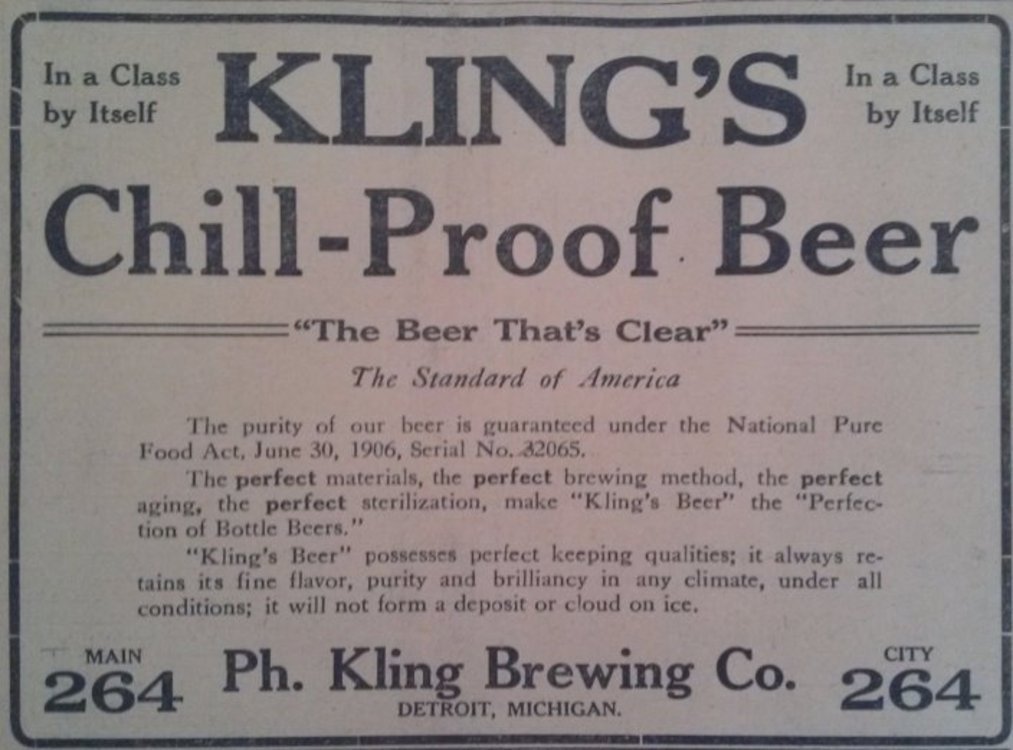 In a Class
by Itself
KLING'S
In a Class
by Itself
Chill-Proof Beer
"The Beer That's Clear"
The Standard of America
The purity of our beer is guaranteed under the National Pure
Food Act, June 30, 1906, Serial No. 32065.
The perfect materials, the perfect brewing method, the perfect
aging, the perfect sterilization, make "Kling's Beer" the "Perfec-
tion of Bottle Beers."
"Kling's Beer" possesses perfect keeping qualities; it always re-
tains its fine flavor, purity and brilliancy in any climate, under all
conditions; it will not form a deposit or cloud on ice.
MAIN
264
Ph. Kling Brewing Co.
DETROIT, MICHIGAN.
CITY
264